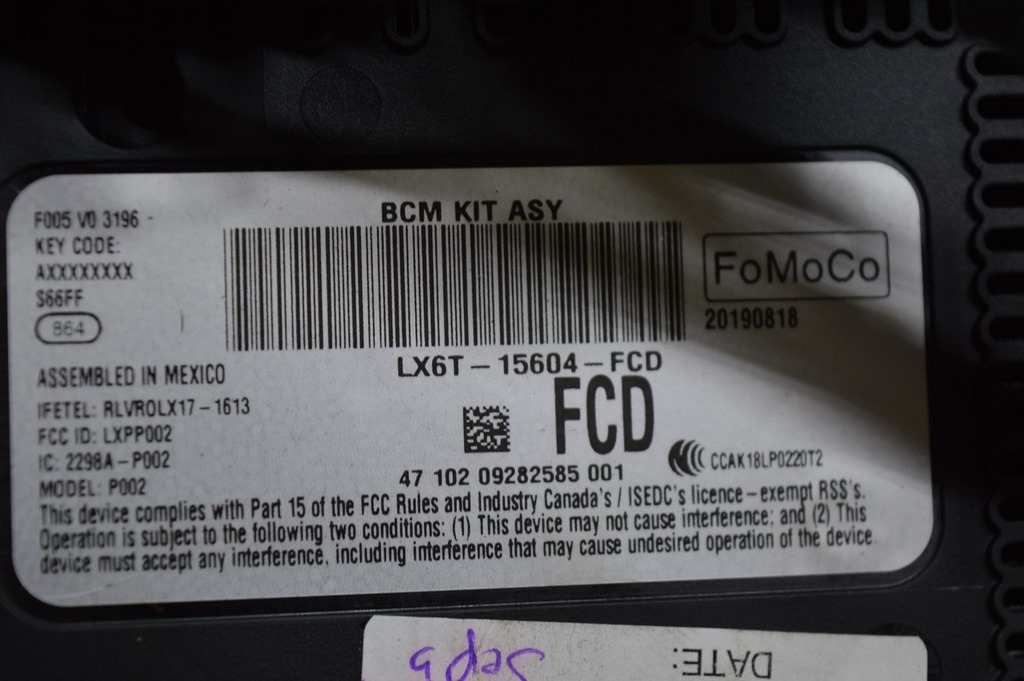 BCM KIT ASY
F005 V0 3196 -
KEY CODE:
AXXXXXXXX
S66FF
864
FoMoCo
20190818
LX6T-15604-FCD
FCD
ASSEMBLED IN MEXICO
IFETEL: RLVROLX17-1613
FCC ID: LXPP002
IC: 2298A-P002
MODEL: P002
CCAK18LP0220T2
47 102 09282585 001
This device complies with Part 15 of the FCC Rules and Industry Canada's / ISEDC's licence-exempt RSS's.
Operation is subject to the following two conditions: (1) This device may not cause interference; and (2) This
device must accept any interference, including interference that may cause undesired operation of the device.
DATE: